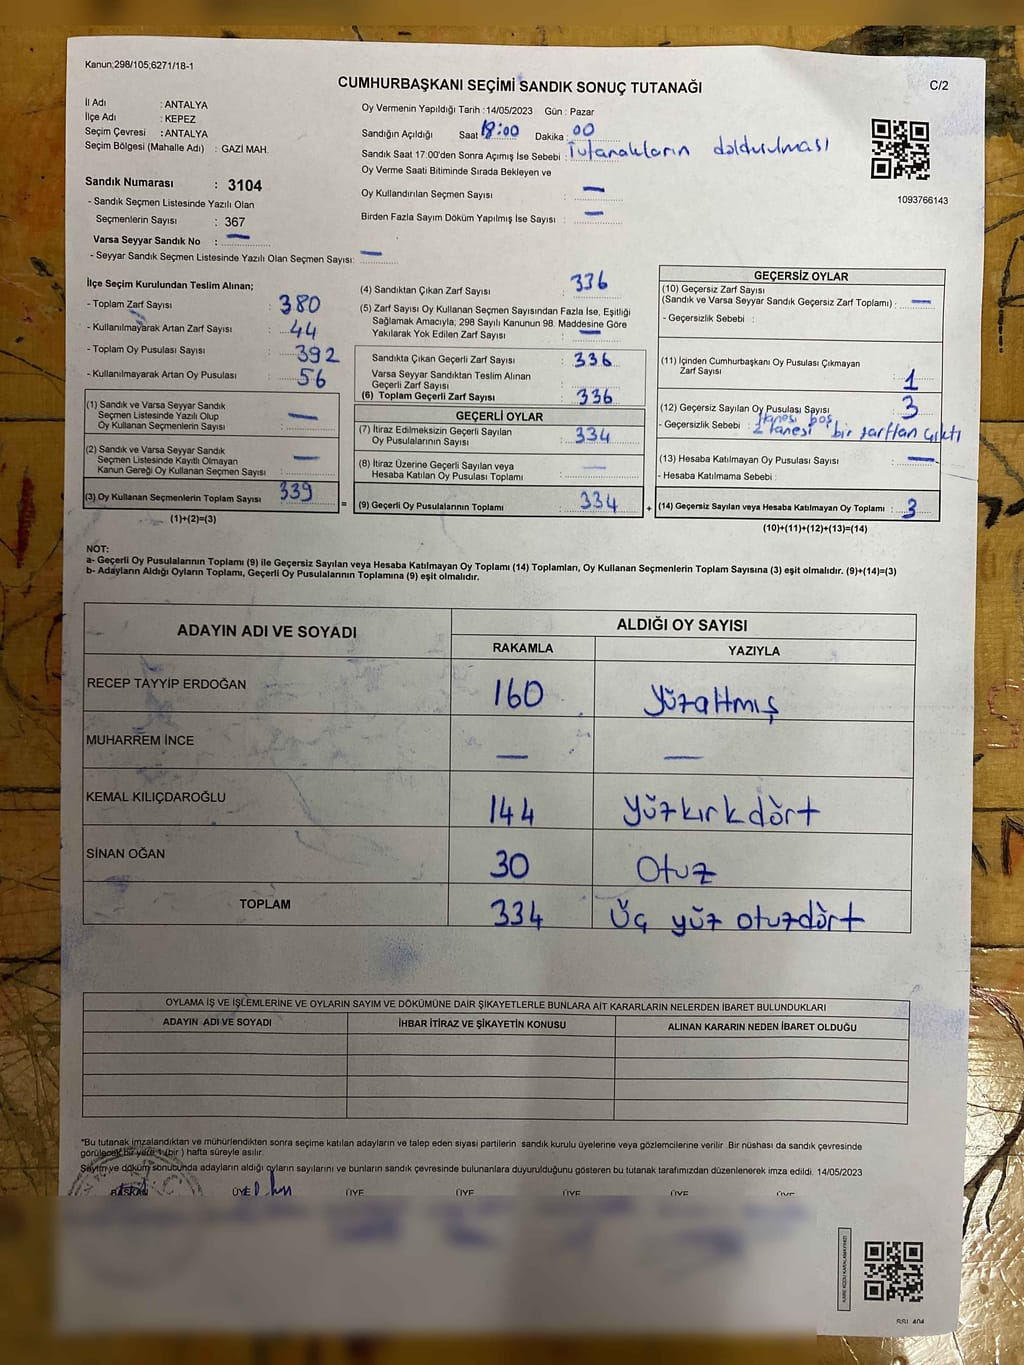 Kanun;298/105;6271/18-1
CUMHURBAŞKANI SEÇİMİ SANDIK SONUÇ TUTANAĞI
C/2
İl Adı : ANTALYA
İlçe Adı : KEPEZ
Seçim Çevresi : ANTALYA
Seçim Bölgesi (Mahalle Adı) : GAZİ MAH.
Sandık Numarası : 3104
- Sandık Seçmen Listesinde Yazılı Olan
Seçmenlerin Sayısı : 367
Varsa Seyyar Sandık No : —
- Seyyar Sandık Seçmen Listesinde Yazılı Olan Seçmen Sayısı: —
Oy Vermenin Yapıldığı Tarih :14/05/2023 Gün : Pazar
Sandığın Açıldığı Saat 18:00 Dakika : 00
Sandık Saat 17:00'den Sonra Açımış İse Sebebi : Tutanakların doldurulması
Oy Verme Saati Bitiminde Sırada Bekleyen ve
Oy Kullandırılan Seçmen Sayısı : —
Birden Fazla Sayım Döküm Yapılmış İse Sayısı : —
1093766143
İlçe Seçim Kurulundan Teslim Alınan;
- Toplam Zarf Sayısı : 380
- Kullanılmayarak Artan Zarf Sayısı : 44
- Toplam Oy Pusulası Sayısı : 392
- Kullanılmayarak Artan Oy Pusulası : 56
(1) Sandık ve Varsa Seyyar Sandık
Seçmen Listesinde Yazılı Olup
Oy Kullanan Seçmenlerin Sayısı : —
(2) Sandık ve Varsa Seyyar Sandık
Seçmen Listesinde Kayıtlı Olmayan
Kanun Gereği Oy Kullanan Seçmen Sayısı : —
(3) Oy Kullanan Seçmenlerin Toplam Sayısı : 339
(1)+(2)=(3)
(4) Sandıktan Çıkan Zarf Sayısı : 336
(5) Zarf Sayısı Oy Kullanan Seçmen Sayısından Fazla İse, Eşitliği
Sağlamak Amacıyla; 298 Sayılı Kanunun 98. Maddesine Göre
Yakılarak Yok Edilen Zarf Sayısı : —
Sandıkta Çıkan Geçerli Zarf Sayısı : 336
Varsa Seyyar Sandıktan Teslim Alınan
Geçerli Zarf Sayısı :
(6) Toplam Geçerli Zarf Sayısı : 336
GEÇERLİ OYLAR
(7) İtiraz Edilmeksizin Geçerli Sayılan
Oy Pusulalarının Sayısı : 334
(8) İtiraz Üzerine Geçerli Sayılan veya
Hesaba Katılan Oy Pusulası Toplamı : —
= (9) Geçerli Oy Pusulalarının Toplamı : 334
GEÇERSİZ OYLAR
(10) Geçersiz Zarf Sayısı
(Sandık ve Varsa Seyyar Sandık Geçersiz Zarf Toplamı) : —
- Geçersizlik Sebebi :
(11) İçinden Cumhurbaşkanı Oy Pusulası Çıkmayan
Zarf Sayısı : 1
(12) Geçersiz Sayılan Oy Pusulası Sayısı : 3
- Geçersizlik Sebebi : 1tanesi boş
2 tanesi bir zarftan çıktı
(13) Hesaba Katılmayan Oy Pusulası Sayısı : —
- Hesaba Katılmama Sebebi :
+ (14) Geçersiz Sayılan veya Hesaba Katılmayan Oy Toplamı : 3
(10)+(11)+(12)+(13)=(14)
NOT:
a- Geçerli Oy Pusulalarının Toplamı (9) ile Geçersiz Sayılan veya Hesaba Katılmayan Oy Toplamı (14) Toplamları, Oy Kullanan Seçmenlerin Toplam Sayısına (3) eşit olmalıdır. (9)+(14)=(3)
b- Adayların Aldığı Oyların Toplamı, Geçerli Oy Pusulalarının Toplamına (9) eşit olmalıdır.
ADAYIN ADI VE SOYADI
ALDIĞI OY SAYISI
RAKAMLA YAZIYLA
RECEP TAYYİP ERDOĞAN 160 yüzaltmış
MUHARREM İNCE — —
KEMAL KILIÇDAROĞLU 144 yüzkırkdört
SİNAN OĞAN 30 Otuz
TOPLAM 334 Üç yüz otuzdört
OYLAMA İŞ VE İŞLEMLERİNE VE OYLARIN SAYIM VE DÖKÜMÜNE DAİR ŞİKAYETLERLE BUNLARA AİT KARARLARIN NELERDEN İBARET BULUNDUKLARI
ADAYIN ADI VE SOYADI İHBAR İTİRAZ VE ŞİKAYETİN KONUSU ALINAN KARARIN NEDEN İBARET OLDUĞU
*Bu tutanak imzalandıktan ve mühürlendikten sonra seçime katılan adayların ve talep eden siyasi partilerin sandık kurulu üyelerine veya gözlemcilerine verilir. Bir nüshası da sandık çevresinde
görülecek bir yere 1 (bir ) hafta süreyle asılır.
Sayım ve döküm sonucunda adayların aldığı oyların sayılarını ve bunların sandık çevresinde bulunanlara duyurulduğunu gösteren bu tutanak tarafımızdan düzenlenerek imza edildi. 14/05/2023
BAŞKAN ÜYE ÜYE ÜYE ÜYE ÜYE ÜYE